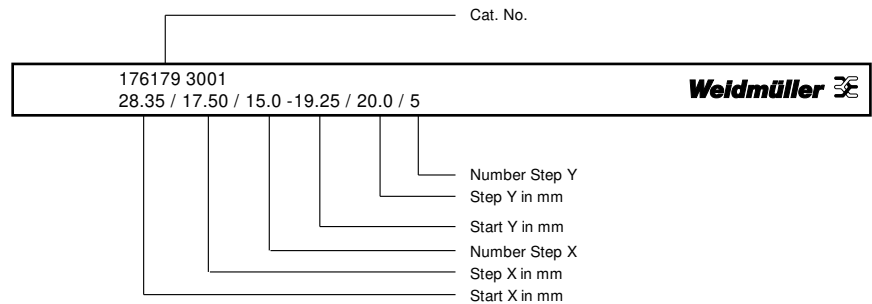 Cat. No.
176179 3001
28.35 / 17.50 / 15.0 -19.25 / 20.0 / 5
Weidmüller
Number Step Y
Step Y in mm
Start Y in mm
Number Step X
Step X in mm
Start X in mm